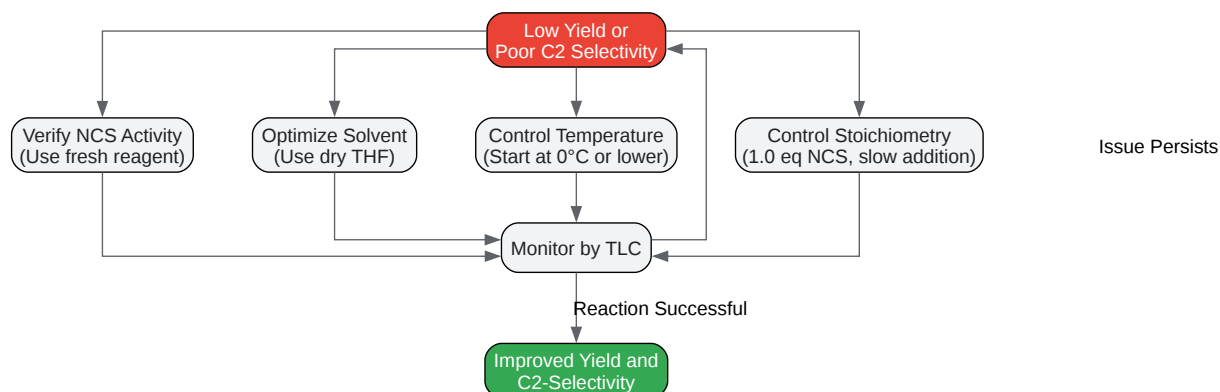 Low Yield or
Poor C2 Selectivity
Verify NCS Activity
(Use fresh reagent)
Optimize Solvent
(Use dry THF)
Control Temperature
(Start at 0°C or lower)
Control Stoichiometry
(1.0 eq NCS, slow addition)
Issue Persists
Monitor by TLC
Reaction Successful
Improved Yield and
C2-Selectivity